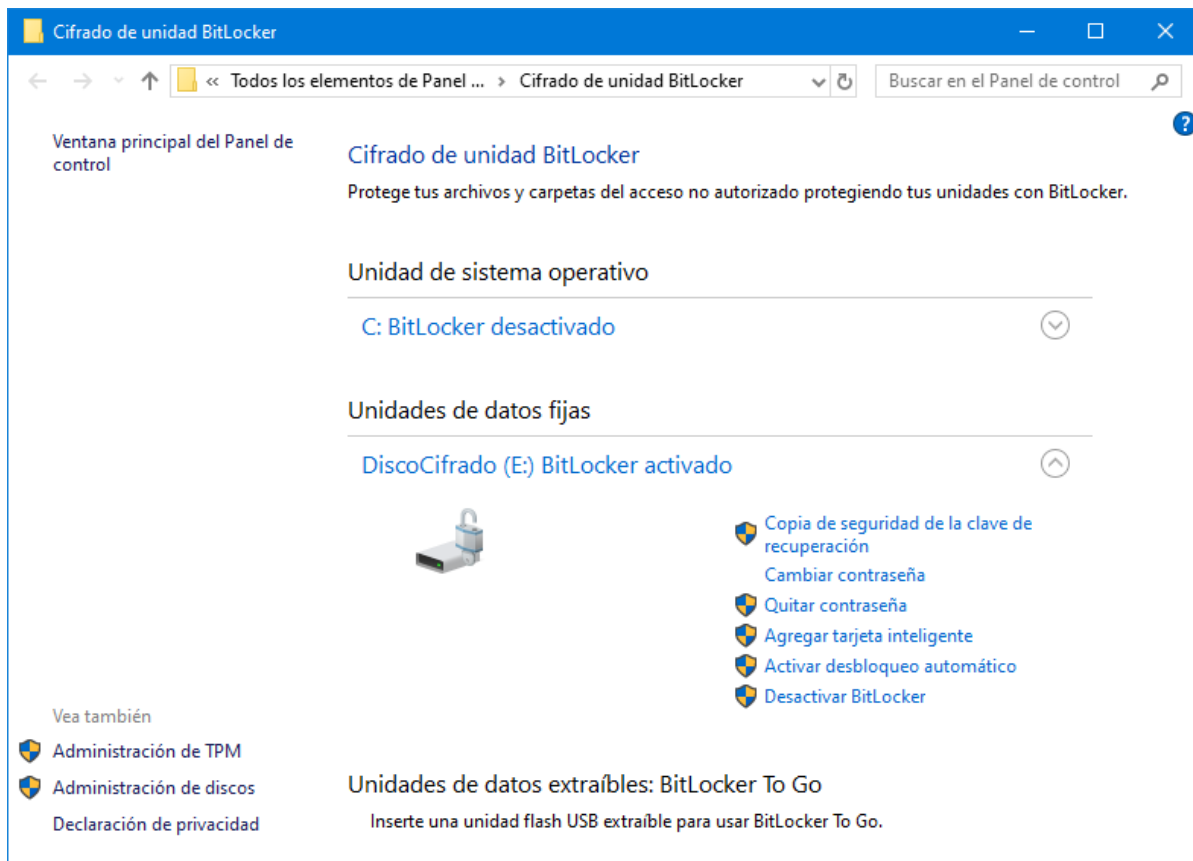 Cifrado de unidad BitLocker
« Todos los elementos de Panel ... > Cifrado de unidad BitLocker
Buscar en el Panel de control
?
Ventana principal del Panel de
control
Cifrado de unidad BitLocker
Protege tus archivos y carpetas del acceso no autorizado protegiendo tus unidades con BitLocker.
Unidad de sistema operativo
C: BitLocker desactivado
Unidades de datos fijas
DiscoCifrado (E:) BitLocker activado
Copia de seguridad de la clave de
recuperación
Cambiar contraseña
Quitar contraseña
Agregar tarjeta inteligente
Activar desbloqueo automático
Desactivar BitLocker
Vea también
Administración de TPM
Administración de discos
Declaración de privacidad
Unidades de datos extraíbles: BitLocker To Go
Inserte una unidad flash USB extraíble para usar BitLocker To Go.